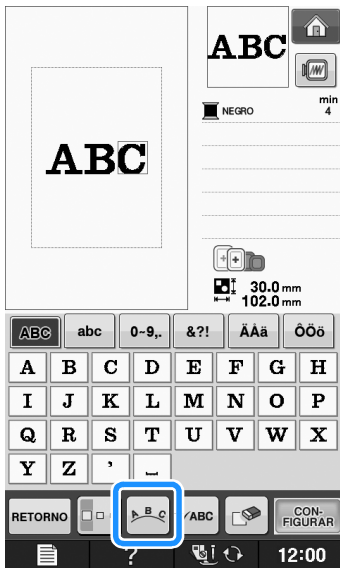 ABC
NEGRO
min
4
ABC
30.0 mm
102.0 mm
ABC abc 0~9,. &?! ÄÅä ÔÖö
A B C D E F G H
I J K L M N O P
Q R S T U V W X
Y Z ’ ⎵
RETORNO ABC ABC CON-
FIGURAR
? 12:00